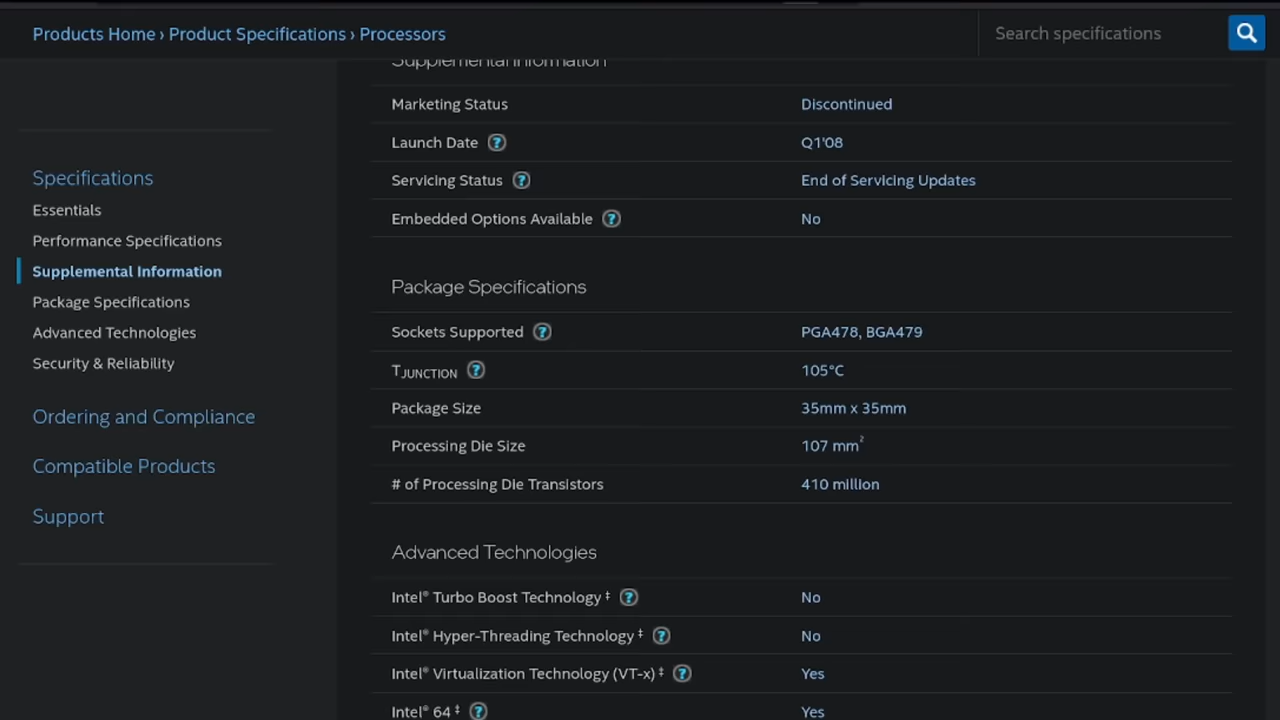 Products Home › Product Specifications › Processors
Search specifications
Supplemental Information
Marketing Status Discontinued
Launch Date ? Q1'08
Servicing Status ? End of Servicing Updates
Embedded Options Available ? No
Specifications
Essentials
Performance Specifications
Supplemental Information
Package Specifications
Advanced Technologies
Security & Reliability
Ordering and Compliance
Compatible Products
Support
Package Specifications
Sockets Supported ? PGA478, BGA479
TJUNCTION ? 105°C
Package Size 35mm x 35mm
Processing Die Size 107 mm²
# of Processing Die Transistors 410 million
Advanced Technologies
Intel® Turbo Boost Technology ‡ ? No
Intel® Hyper-Threading Technology ‡ ? No
Intel® Virtualization Technology (VT-x) ‡ ? Yes
Intel® 64 ‡ ? Yes